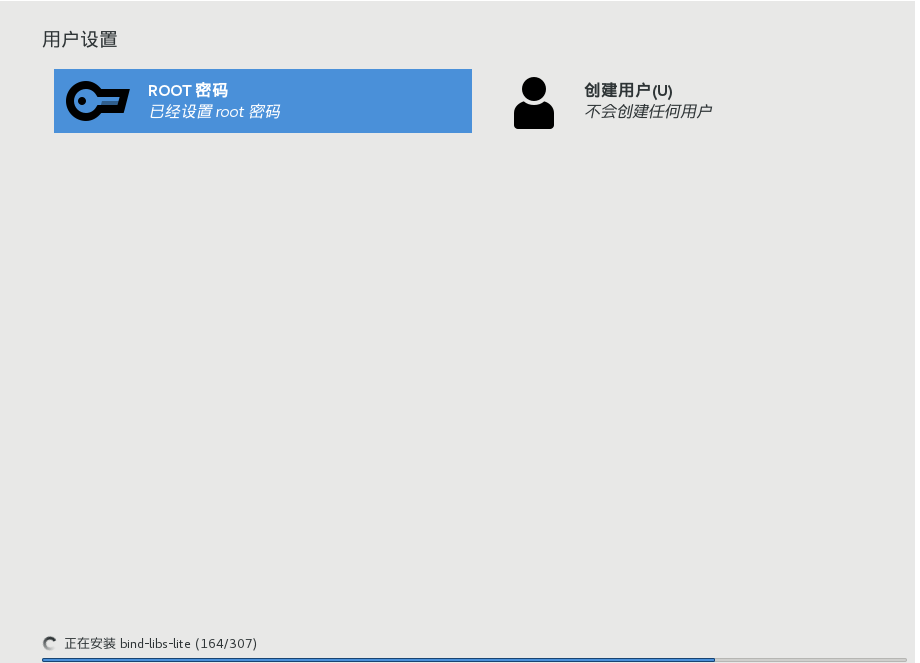 用户设置
ROOT 密码
已经设置 root 密码
创建用户(U)
不会创建任何用户
正在安装 bind-libs-lite (164/307)